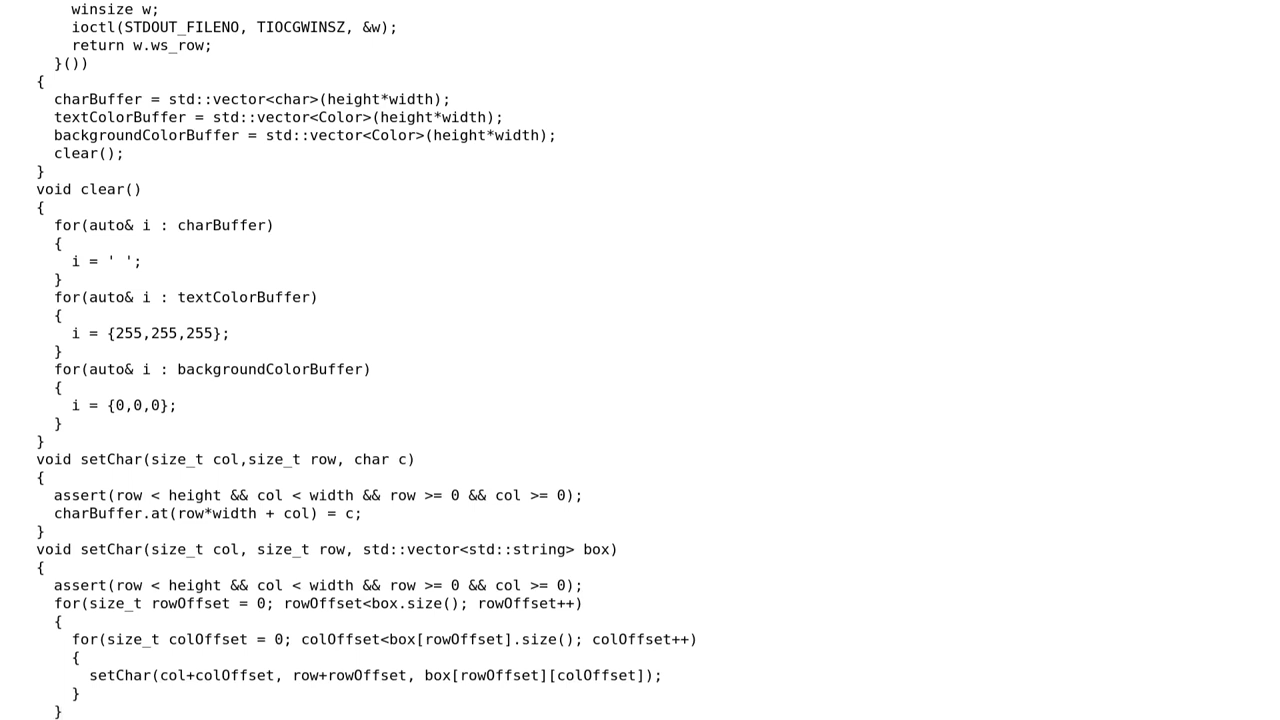 winsize w;
ioctl(STDOUT_FILENO, TIOCGWINSZ, &w);
return w.ws_row;
}())
{
charBuffer = std::vector<char>(height*width);
textColorBuffer = std::vector<Color>(height*width);
backgroundColorBuffer = std::vector<Color>(height*width);
clear();
}
void clear()
{
for(auto& i : charBuffer)
{
i = ' ';
}
for(auto& i : textColorBuffer)
{
i = {255,255,255};
}
for(auto& i : backgroundColorBuffer)
{
i = {0,0,0};
}
}
void setChar(size_t col,size_t row, char c)
{
assert(row < height && col < width && row >= 0 && col >= 0);
charBuffer.at(row*width + col) = c;
}
void setChar(size_t col, size_t row, std::vector<std::string> box)
{
assert(row < height && col < width && row >= 0 && col >= 0);
for(size_t rowOffset = 0; rowOffset<box.size(); rowOffset++)
{
for(size_t colOffset = 0; colOffset<box[rowOffset].size(); colOffset++)
{
setChar(col+colOffset, row+rowOffset, box[rowOffset][colOffset]);
}
}